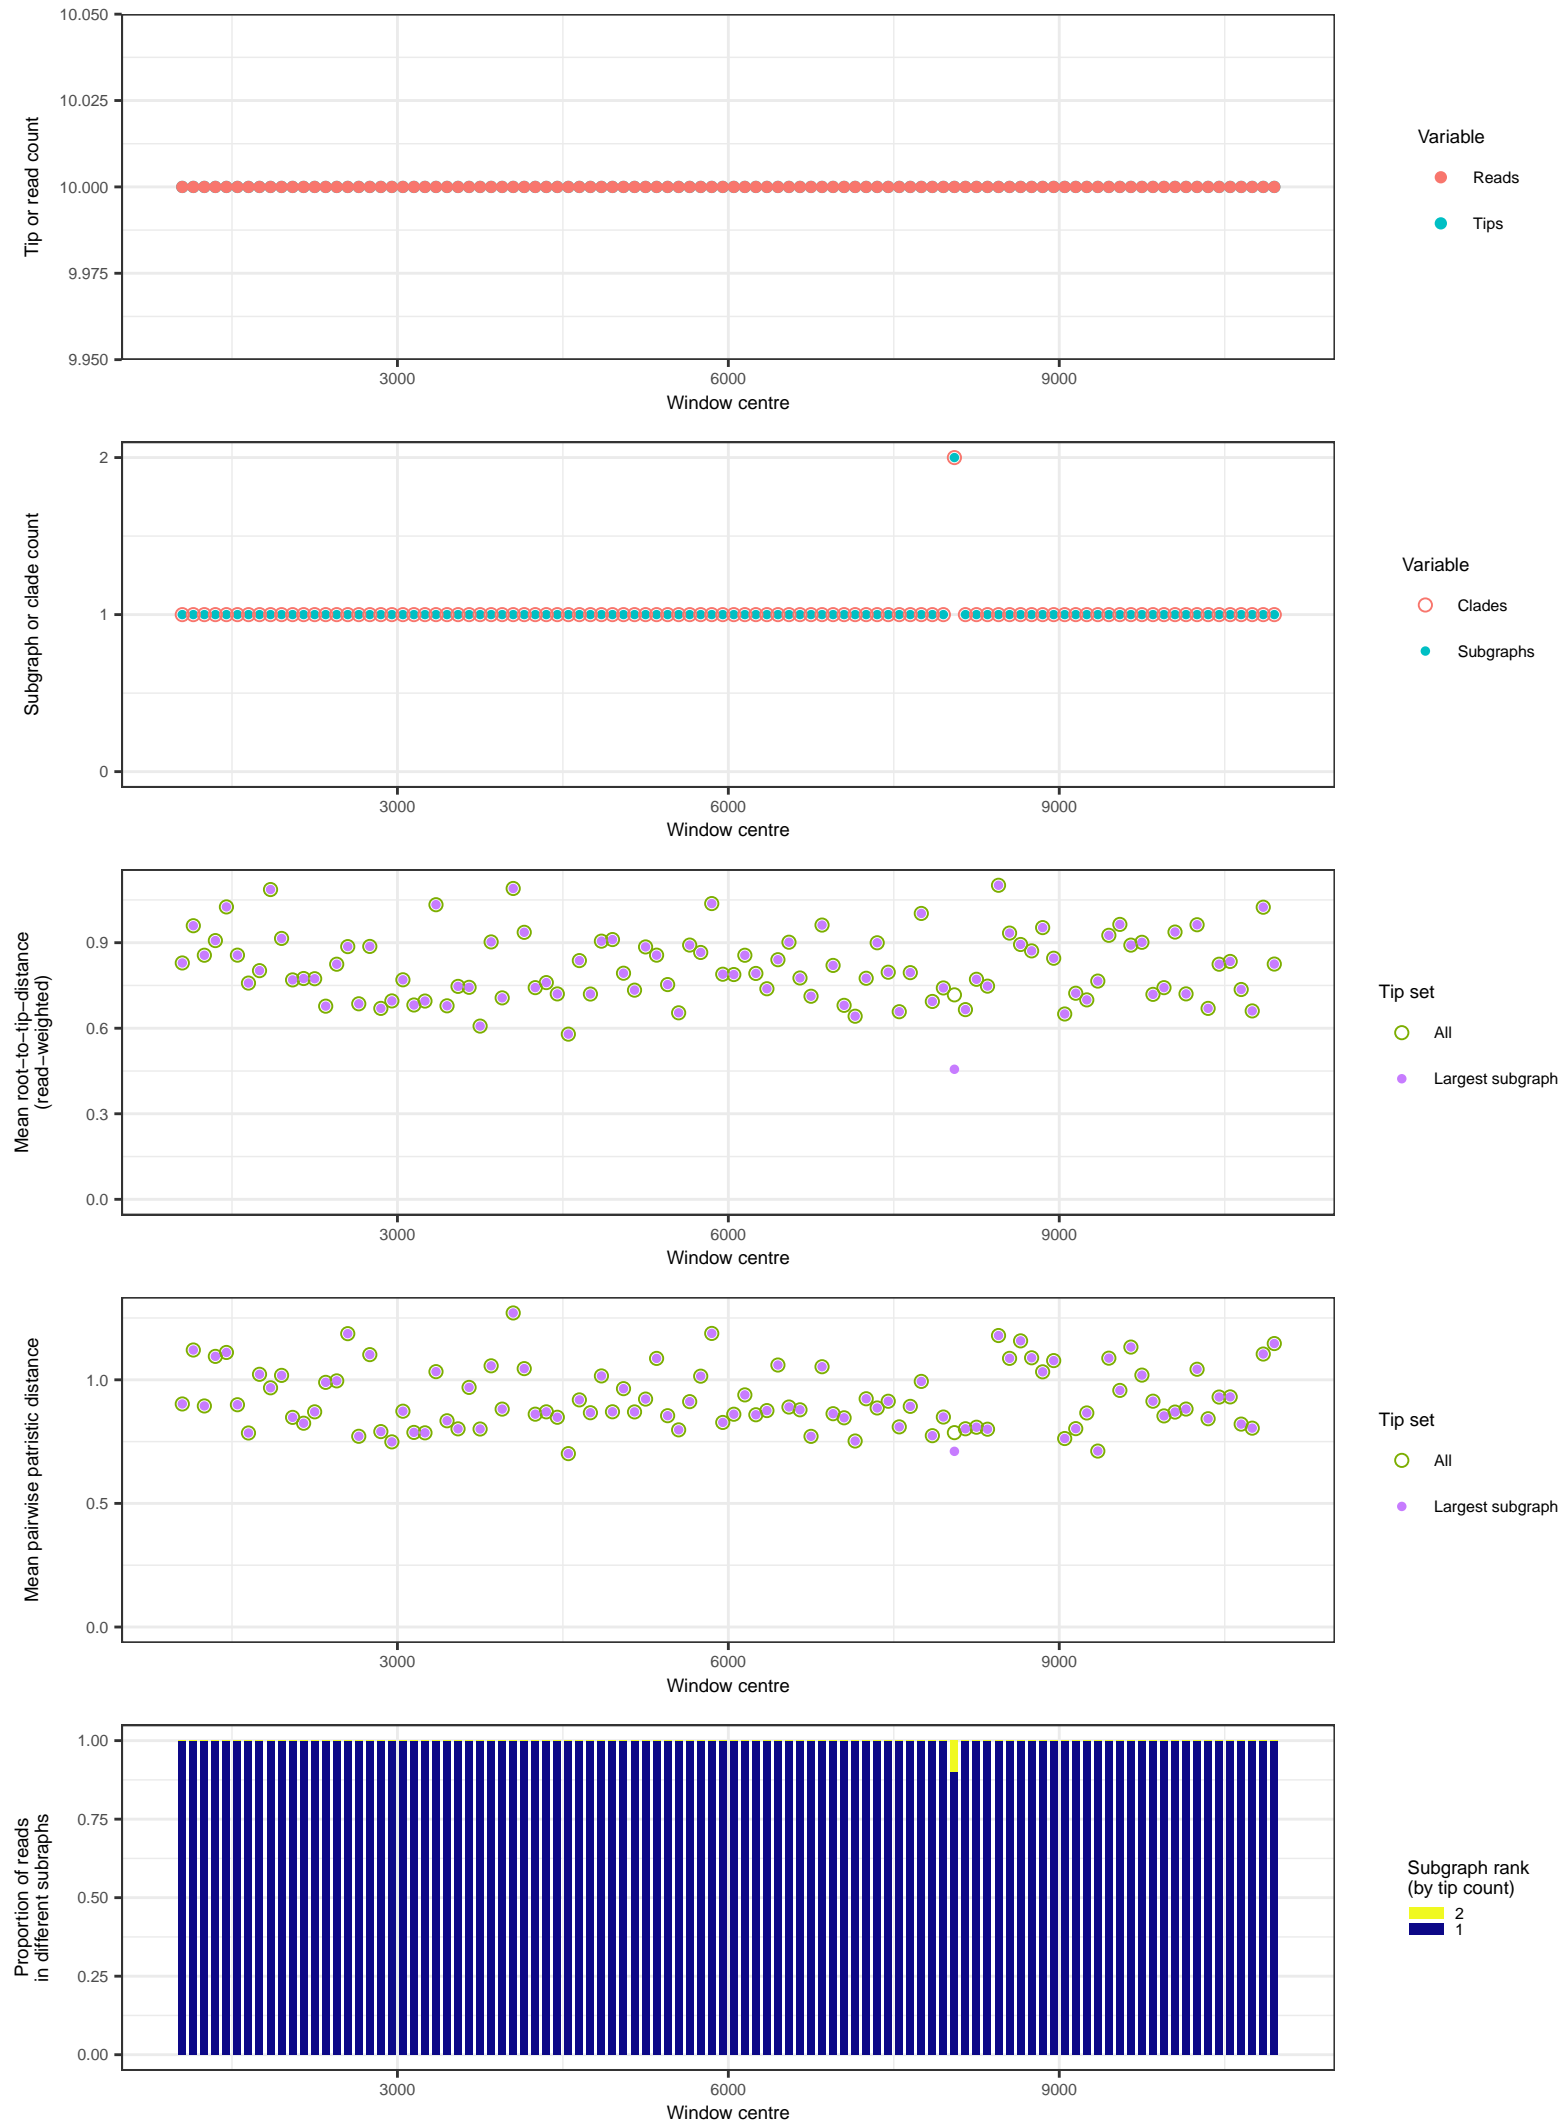 10.050
10.025
10.000
9.975
9.950
Tip or read count
3000
6000
9000
Window centre
Variable
Reads
Tips
2
1
0
Subgraph or clade count
3000
6000
9000
Window centre
Variable
Clades
Subgraphs
0.9
0.6
0.3
0.0
Mean root−to−tip−distance
(read−weighted)
3000
6000
9000
Window centre
Tip set
All
Largest subgraph
1.0
0.5
0.0
Mean pairwise patristic distance
3000
6000
9000
Window centre
Tip set
All
Largest subgraph
1.00
0.75
0.50
0.25
0.00
Proportion of reads
in different subraphs
3000
6000
9000
Window centre
Subgraph rank
(by tip count)
2
1